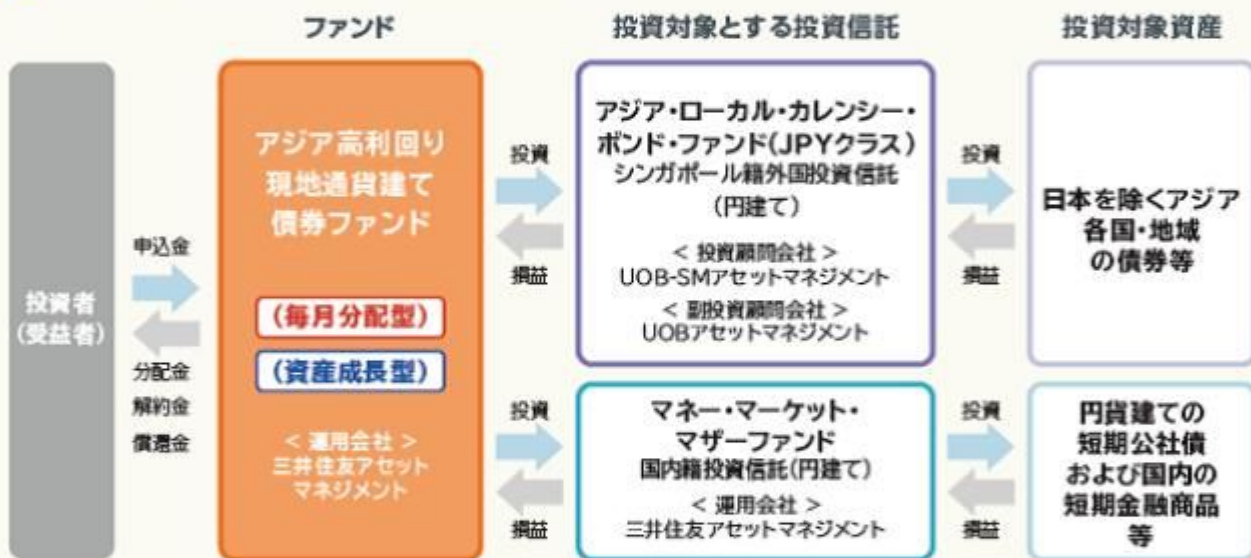 ファンド
投資対象とする投資信託
投資対象資産
投資者
(受益者)
申込金
分配金
解約金
償還金
アジア高利回り
現地通貨建て
債券ファンド
(毎月分配型)
(資産成長型)
< 運用会社 >
三井住友アセット
マネジメント
投資
損益
アジア・ローカル・カレンシー・
ボンド・ファンド(JPYクラス)
シンガポール籍外国投資信託
(円建て)
< 投資顧問会社 >
UOB-SMアセットマネジメント
< 副投資顧問会社 >
UOBアセットマネジメント
投資
損益
日本を除くアジア
各国・地域
の債券等
投資
損益
マネー・マーケット・
マザーファンド
国内籍投資信託(円建て)
< 運用会社 >
三井住友アセットマネジメント
投資
損益
円貨建ての
短期公社債
および国内の
短期金融商品
等